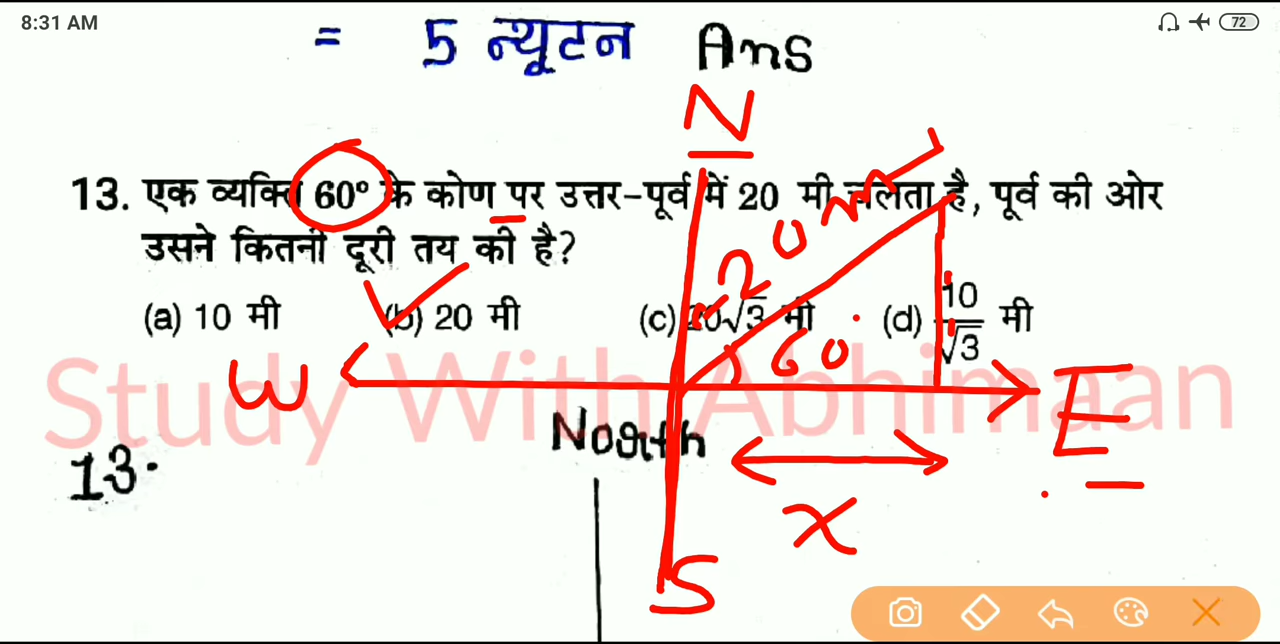 8:31 AM 72
= 5 न्यूटन Ans
N
13. एक व्यक्ति 60° के कोण पर उत्तर-पूर्व में 20 मी चलता है, पूर्व की ओर
उसने कितनी दूरी तय की है?
20m
(a) 10 मी (b) 20 मी (c) 20√3 मी (d) 10/√3 मी
60
W E
Study With Abhimaan
North
13.
x
S